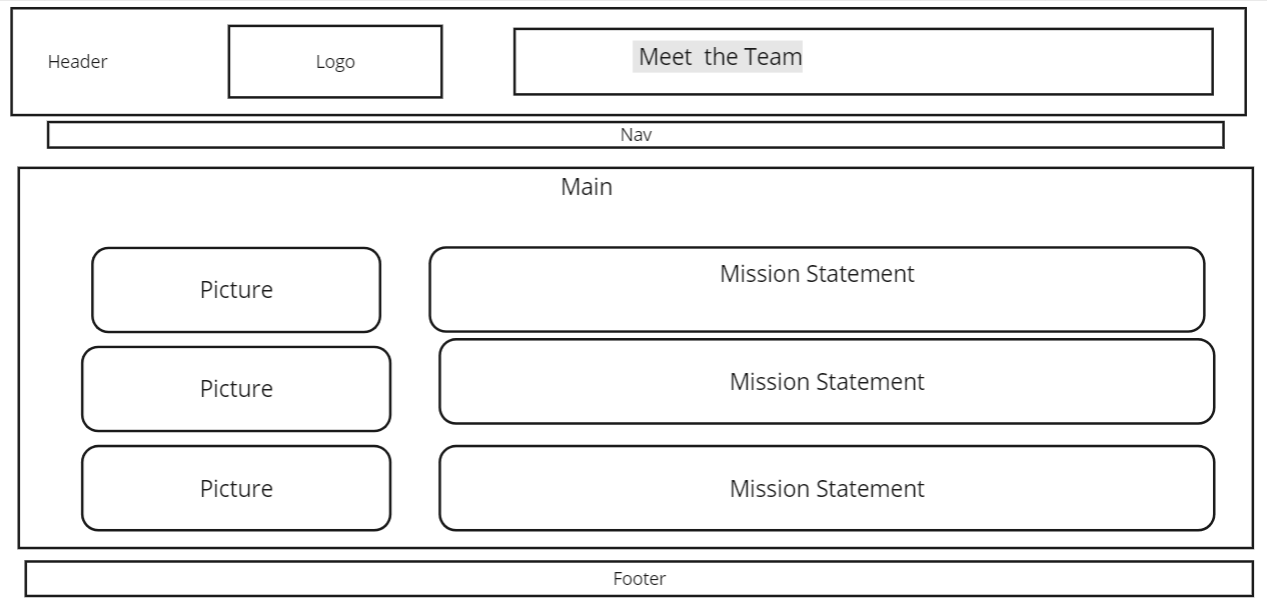 Header
Logo
Meet  the Team
Nav
Main
Picture
Mission Statement
Picture
Mission Statement
Picture
Mission Statement
Footer